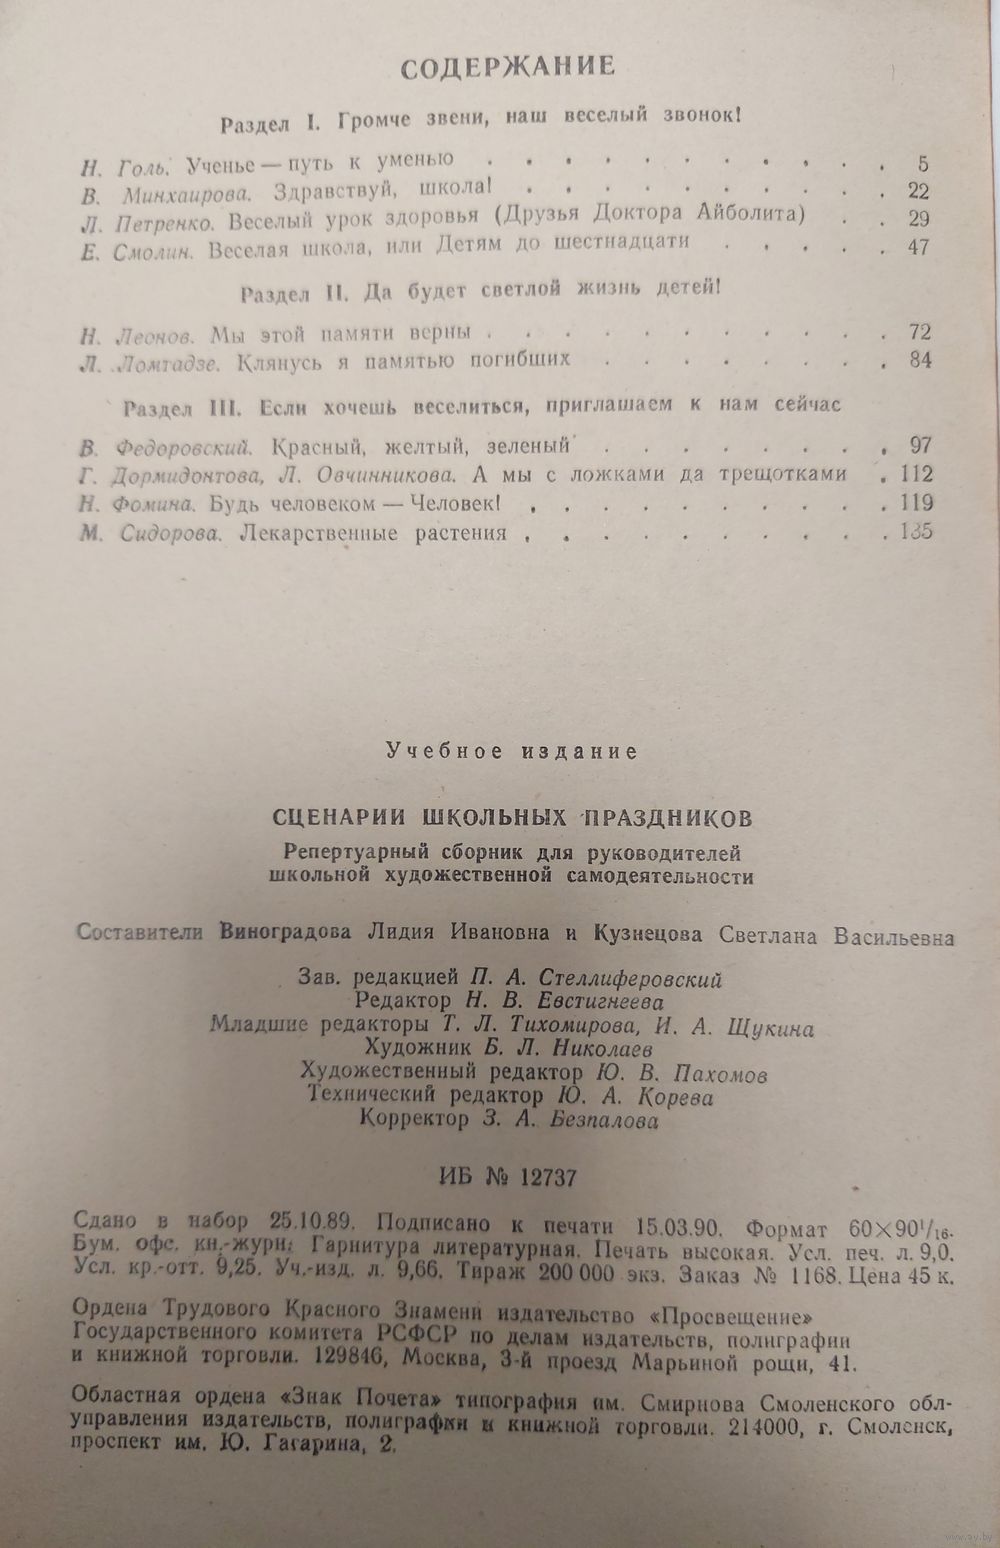 СОДЕРЖАНИЕ
Раздел I. Громче звени, наш веселый звонок!
Н. Голь. Ученье — путь к уменью . . . . . . . . . . . 5
В. Минхаирова. Здравствуй, школа! . . . . . . . . . . 22
Л. Петренко. Веселый урок здоровья (Друзья Доктора Айболита) . . 29
Е. Смолин. Веселая школа, или Детям до шестнадцати . . . . . 47
Раздел II. Да будет светлой жизнь детей!
Н. Леонов. Мы этой памяти верны . . . . . . . . . . . 72
Л. Ломтадзе. Клянусь я памятью погибших . . . . . . . . 84
Раздел III. Если хочешь веселиться, приглашаем к нам сейчас
В. Федоровский. Красный, желтый, зеленый . . . . . . . . 97
Г. Дормидонтова, Л. Овчинникова. А мы с ложками да трещотками . 112
Н. Фомина. Будь человеком — Человек! . . . . . . . . . . 119
М. Сидорова. Лекарственные растения . . . . . . . . . . 135
Учебное издание
СЦЕНАРИИ ШКОЛЬНЫХ ПРАЗДНИКОВ
Репертуарный сборник для руководителей
школьной художественной самодеятельности
Составители Виноградова Лидия Ивановна и Кузнецова Светлана Васильевна
Зав. редакцией П. А. Стеллиферовский
Редактор Н. В. Евстигнеева
Младшие редакторы Т. Л. Тихомирова, И. А. Щукина
Художник Б. Л. Николаев
Художественный редактор Ю. В. Пахомов
Технический редактор Ю. А. Корева
Корректор З. А. Безпалова
ИБ № 12737
Сдано в набор 25.10.89. Подписано к печати 15.03.90. Формат 60×90¹/₁₆.
Бум. офс. кн.-журн. Гарнитура литературная. Печать высокая. Усл. печ. л. 9,0.
Усл. кр.-отт. 9,25. Уч.-изд. л. 9,66. Тираж 200 000 экз. Заказ № 1168. Цена 45 к.
Ордена Трудового Красного Знамени издательство «Просвещение»
Государственного комитета РСФСР по делам издательств, полиграфии
и книжной торговли. 129846, Москва, 3-й проезд Марьиной рощи, 41.
Областная ордена «Знак Почета» типография им. Смирнова Смоленского обл-
управления издательств, полиграфии и книжной торговли. 214000, г. Смоленск,
проспект им. Ю. Гагарина, 2.
www.ay.by